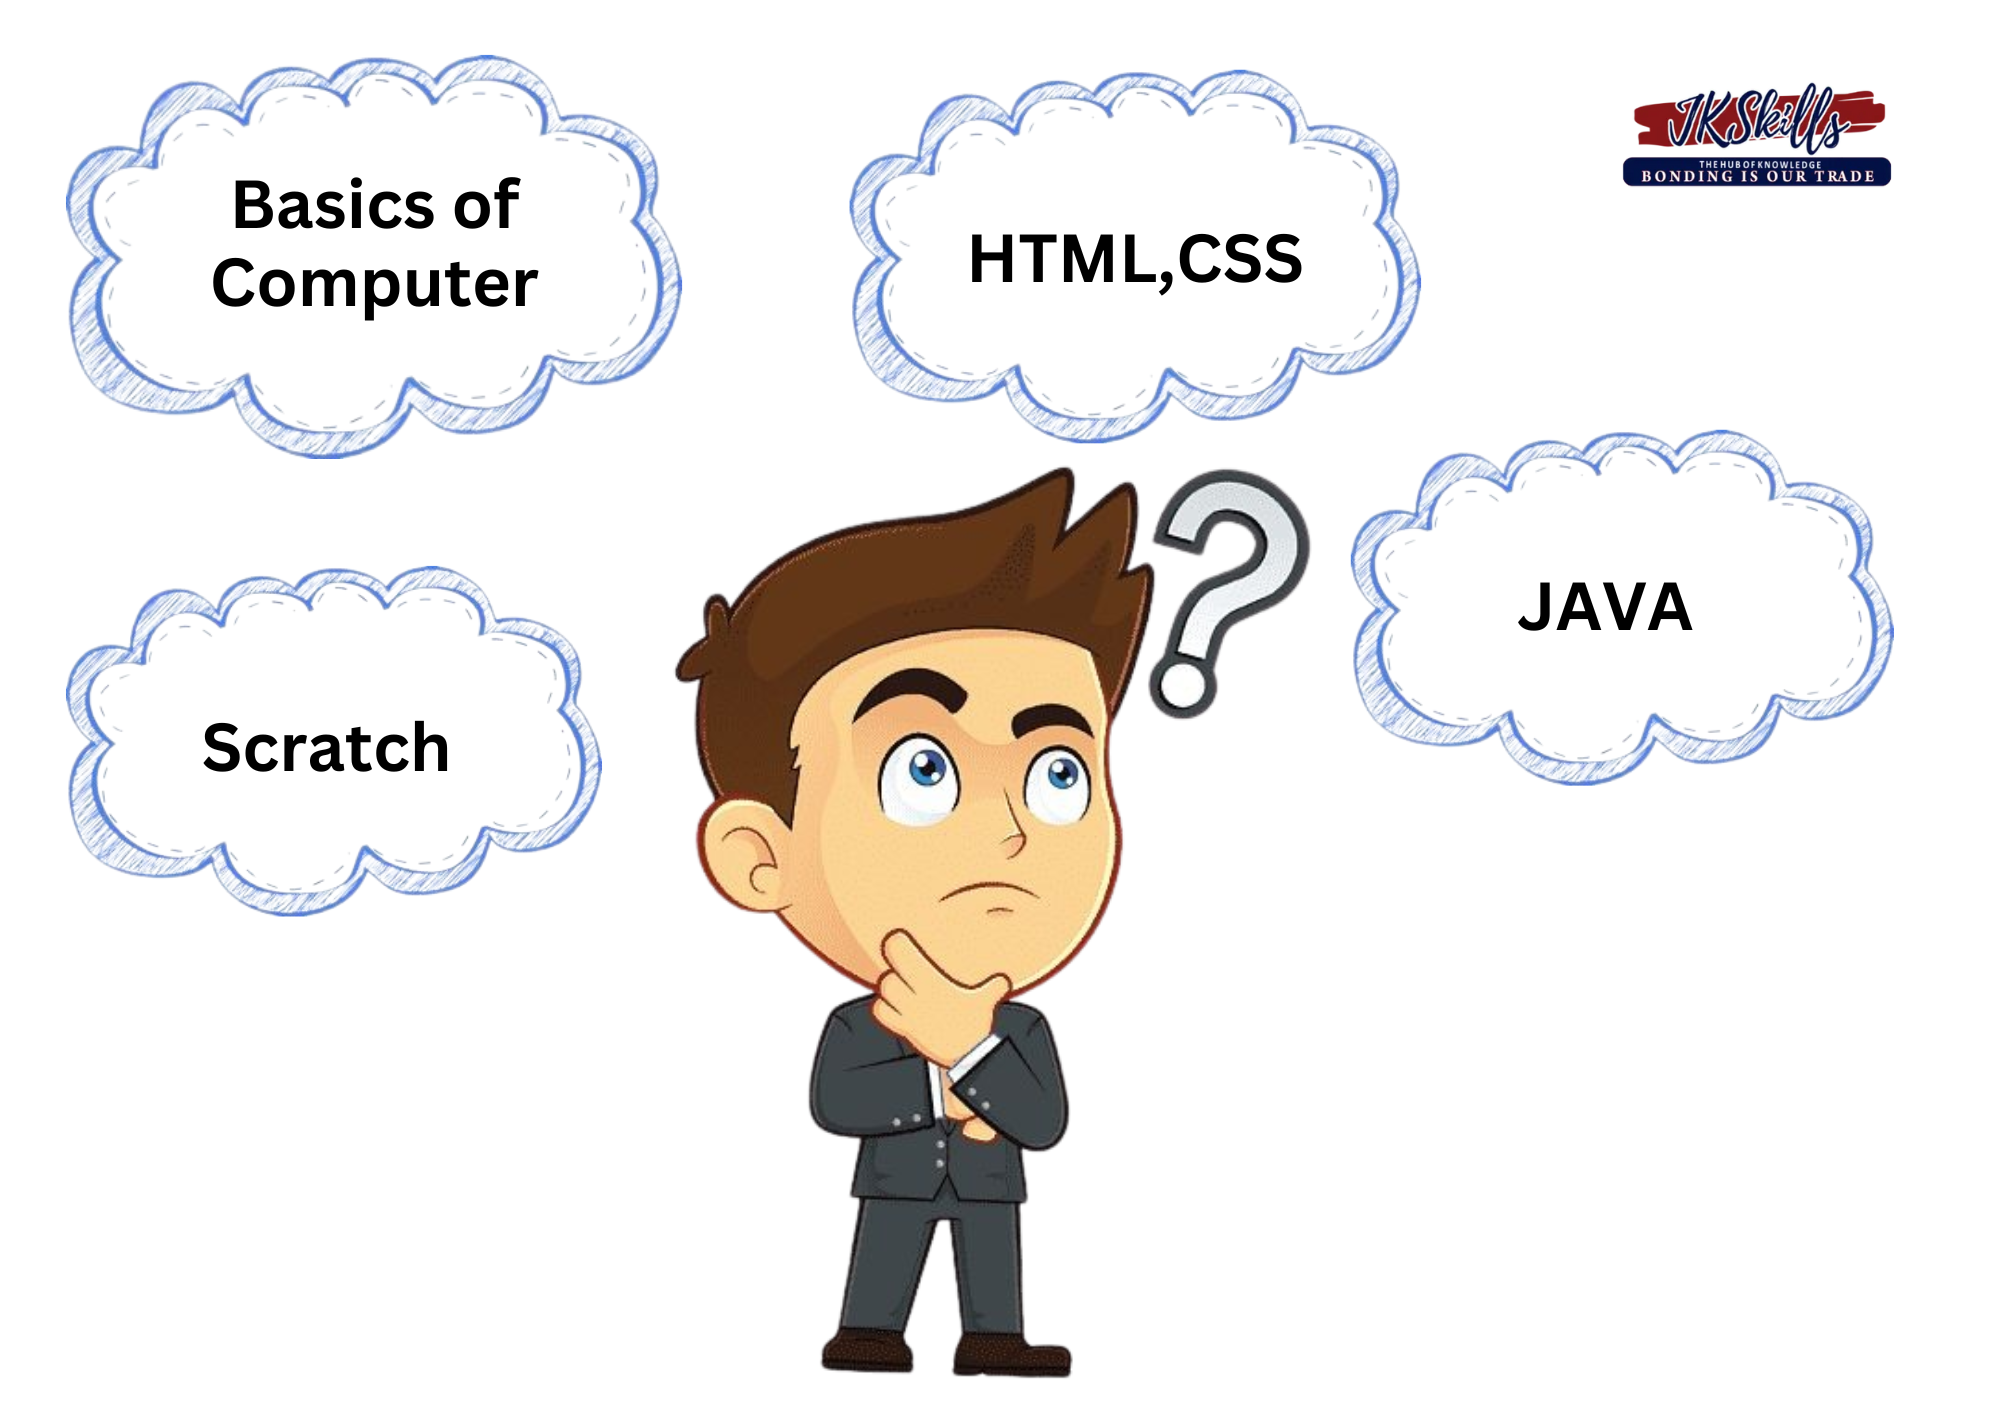 Basics of
Computer
HTML,CSS
JKSkills
THE HUB OF KNOWLEDGE
BONDING IS OUR TRADE
JAVA
Scratch
?